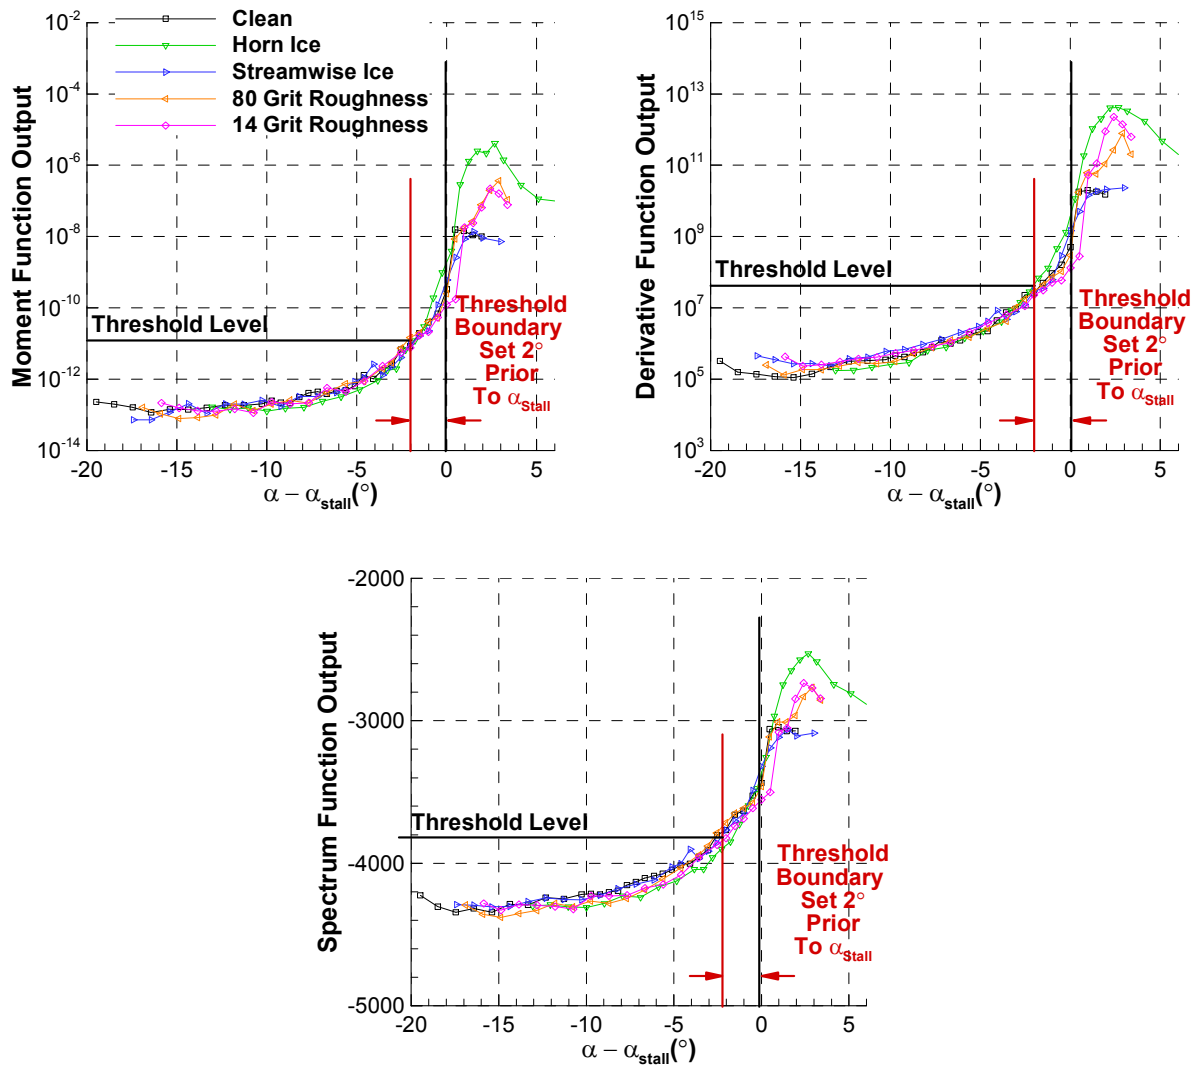 Clean
Horn Ice
Streamwise Ice
80 Grit Roughness
14 Grit Roughness
Moment Function Output
10^-2
10^-4
10^-6
10^-8
10^-10
10^-12
10^-14
Threshold Level
Threshold
Boundary
Set 2°
Prior
To α_Stall
-20 -15 -10 -5 0 5
α − α_stall(°)
Derivative Function Output
10^15
10^13
10^11
10^9
10^7
10^5
10^3
Threshold Level
Threshold
Boundary
Set 2°
Prior
To α_Stall
-20 -15 -10 -5 0 5
α − α_stall(°)
Spectrum Function Output
-2000
-3000
-4000
-5000
Threshold Level
Threshold
Boundary
Set 2°
Prior
To α_Stall
-20 -15 -10 -5 0 5
α − α_stall(°)